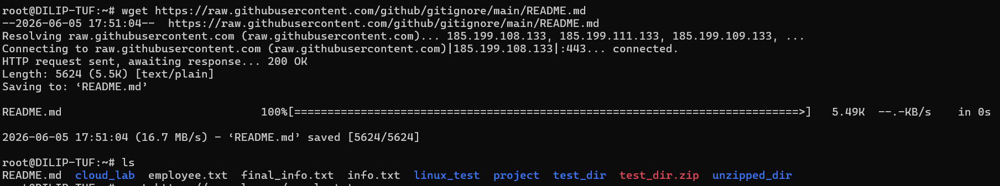 root@DILIP-TUF:~# wget https://raw.githubusercontent.com/github/gitignore/main/README.md
--2026-06-05 17:51:04--  https://raw.githubusercontent.com/github/gitignore/main/README.md
Resolving raw.githubusercontent.com (raw.githubusercontent.com)... 185.199.108.133, 185.199.111.133, 185.199.109.133, ...
Connecting to raw.githubusercontent.com (raw.githubusercontent.com)|185.199.108.133|:443... connected.
HTTP request sent, awaiting response... 200 OK
Length: 5624 (5.5K) [text/plain]
Saving to: ‘README.md’
README.md                              100%[============================================================================>]   5.49K  --.-KB/s    in 0s
2026-06-05 17:51:04 (16.7 MB/s) - ‘README.md’ saved [5624/5624]
root@DILIP-TUF:~# ls
README.md  cloud_lab  employee.txt  final_info.txt  info.txt  linux_test  project  test_dir  test_dir.zip  unzipped_dir